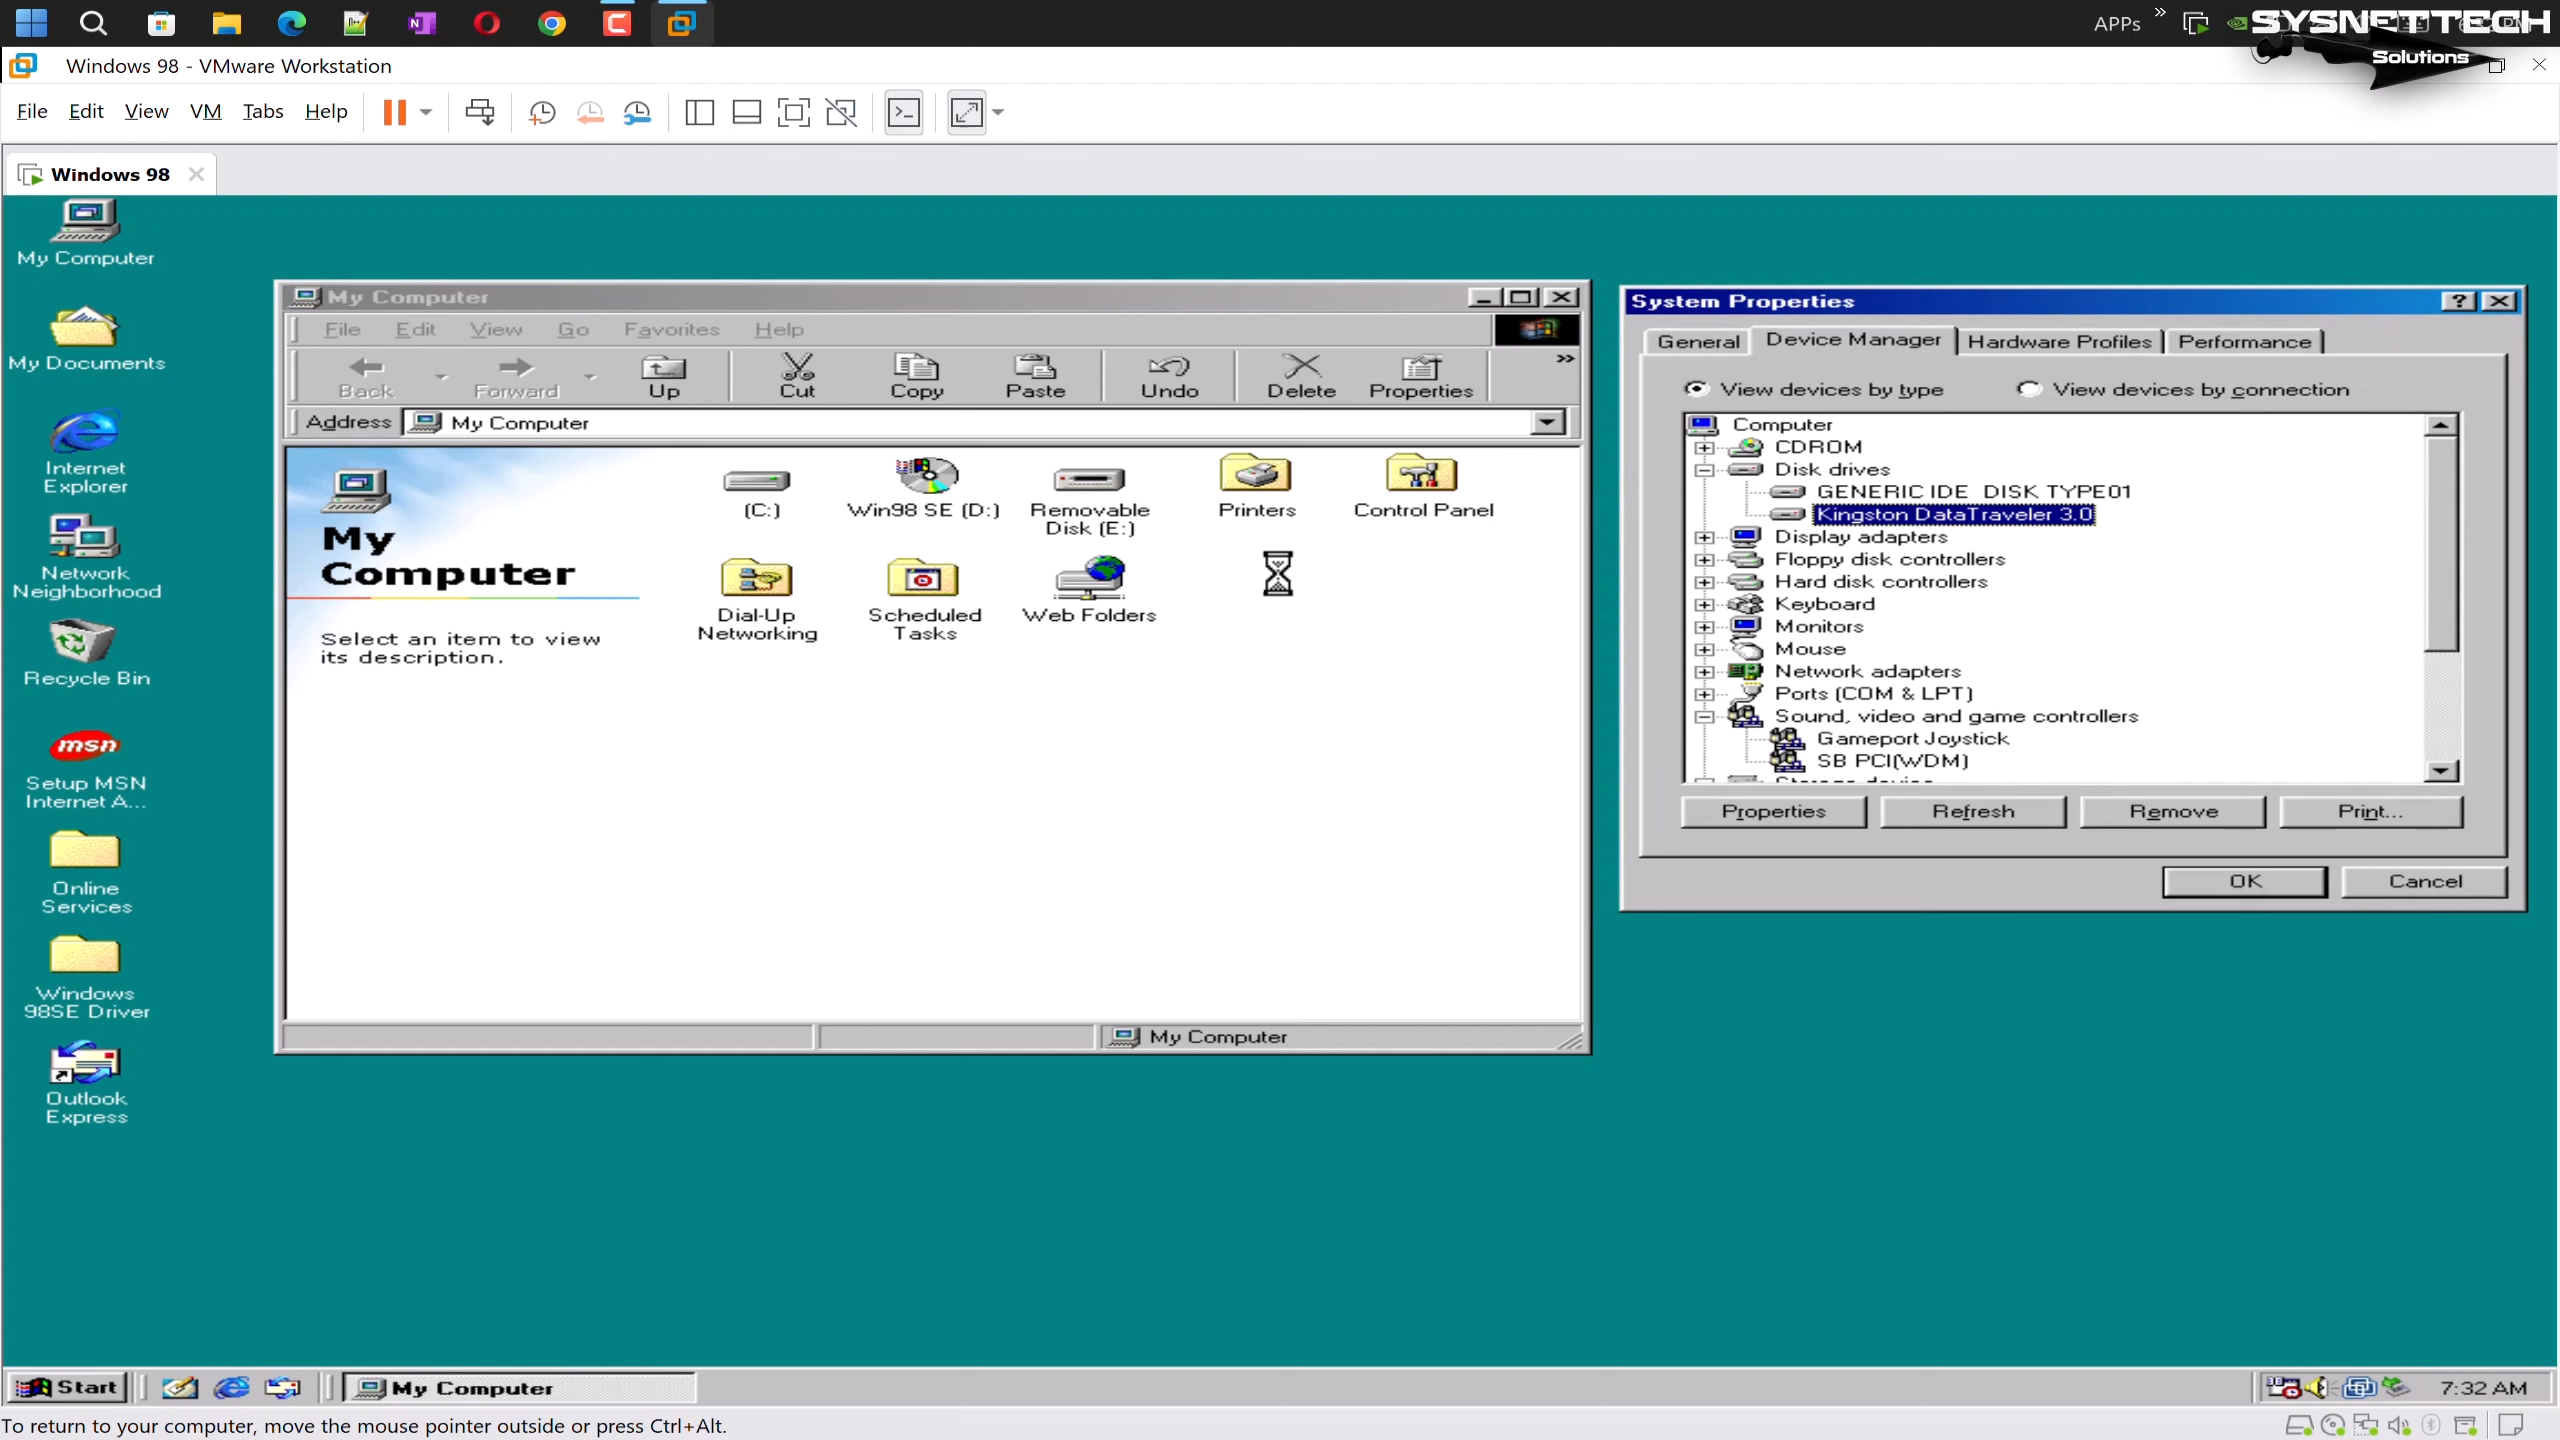 APPs
SYSNETTECH
Solutions
Windows 98 - VMware Workstation
File Edit View VM Tabs Help
Windows 98
My Computer
My Documents
Internet
Explorer
Network
Neighborhood
Recycle Bin
msn
Setup MSN
Internet A...
Online
Services
Windows
98SE Driver
Outlook
Express
My Computer
File Edit View Go Favorites Help
Back Forward Up Cut Copy Paste Undo Delete Properties
Address My Computer
My
Computer
Select an item to view
its description.
(C:)
Win98 SE (D:)
Removable
Disk (E:)
Printers
Control Panel
Dial-Up
Networking
Scheduled
Tasks
Web Folders
My Computer
System Properties
General Device Manager Hardware Profiles Performance
View devices by type View devices by connection
Computer
CDROM
Disk drives
GENERIC IDE DISK TYPE01
Kingston DataTraveler 3.0
Display adapters
Floppy disk controllers
Hard disk controllers
Keyboard
Monitors
Mouse
Network adapters
Ports (COM & LPT)
Sound, video and game controllers
Gameport Joystick
SB PCI(WDM)
Properties Refresh Remove Print...
OK Cancel
Start My Computer 7:32 AM
To return to your computer, move the mouse pointer outside or press Ctrl+Alt.